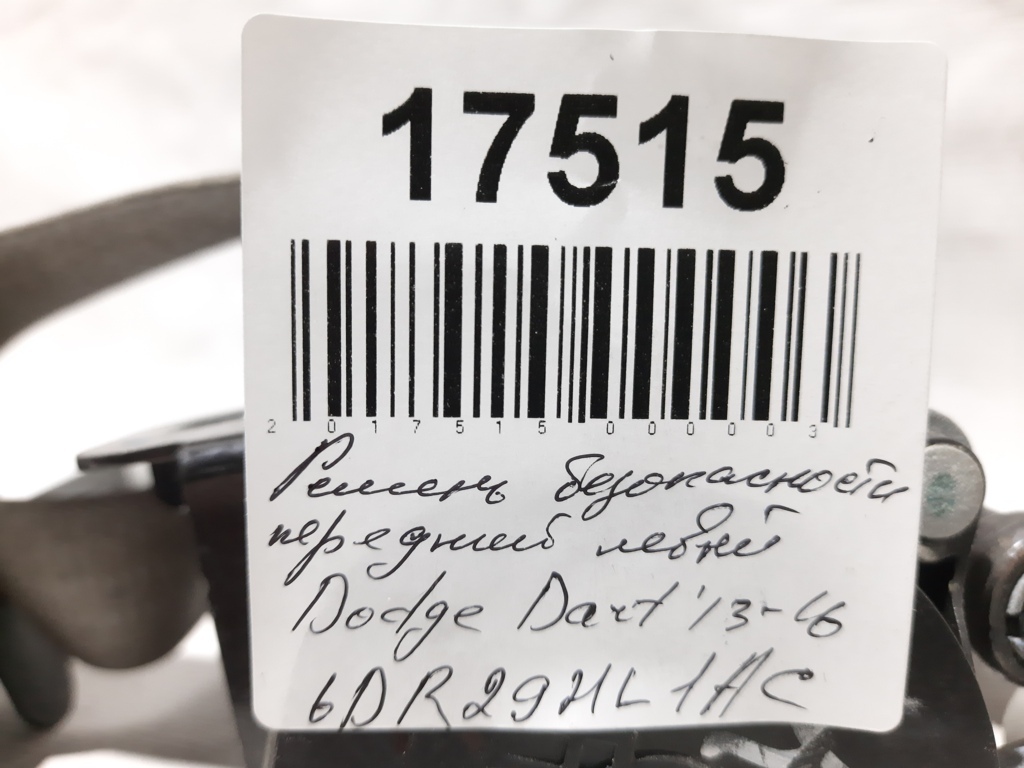 17515
2 017515 000003
Ремень безопасности
передний левый
Dodge Dart '13-16
6DR29HL1AC